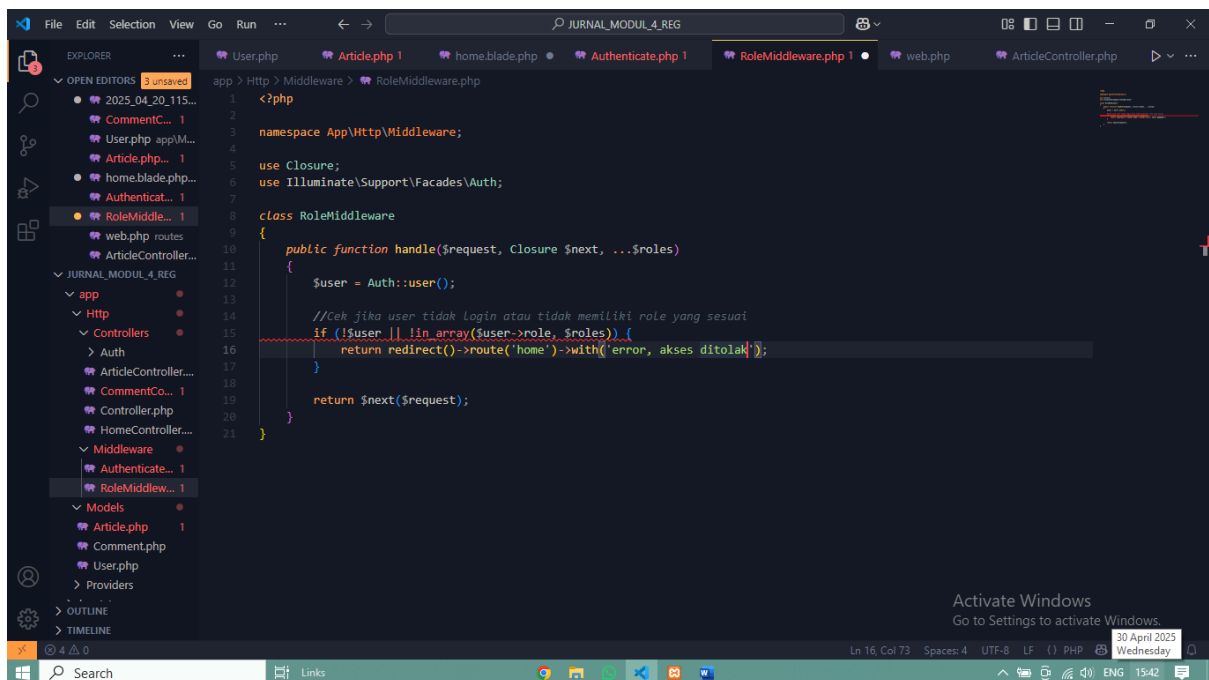 File Edit Selection View Go Run ··· JURNAL_MODUL_4_REG
EXPLORER ···
User.php Article.php 1 home.blade.php Authenticate.php 1 RoleMiddleware.php 1 web.php ArticleController.php ···
OPEN EDITORS 3 unsaved
2025_04_20_115...
CommentC... 1
User.php app\M...
Article.php... 1
home.blade.php...
Authenticat... 1
RoleMiddle... 1
web.php routes
ArticleController...
JURNAL_MODUL_4_REG
app
Http
Controllers
Auth
ArticleController....
CommentCo... 1
Controller.php
HomeController....
Middleware
Authenticate... 1
RoleMiddlew... 1
Models
Article.php 1
Comment.php
User.php
Providers
OUTLINE
TIMELINE
app > Http > Middleware > RoleMiddleware.php
1 <?php
2
3 namespace App\Http\Middleware;
4
5 use Closure;
6 use Illuminate\Support\Facades\Auth;
7
8 class RoleMiddleware
9 {
10 public function handle($request, Closure $next, ...$roles)
11 {
12 $user = Auth::user();
13
14 //Cek jika user tidak login atau tidak memiliki role yang sesuai
15 if (!$user || !in_array($user->role, $roles)) {
16 return redirect()->route('home')->with('error, akses ditolak');
17 }
18
19 return $next($request);
20 }
21 }
Activate Windows
Go to Settings to activate Windows.
30 April 2025
Wednesday
4 0 Ln 16, Col 73 Spaces: 4 UTF-8 LF {} PHP
Search Links ENG 15:42